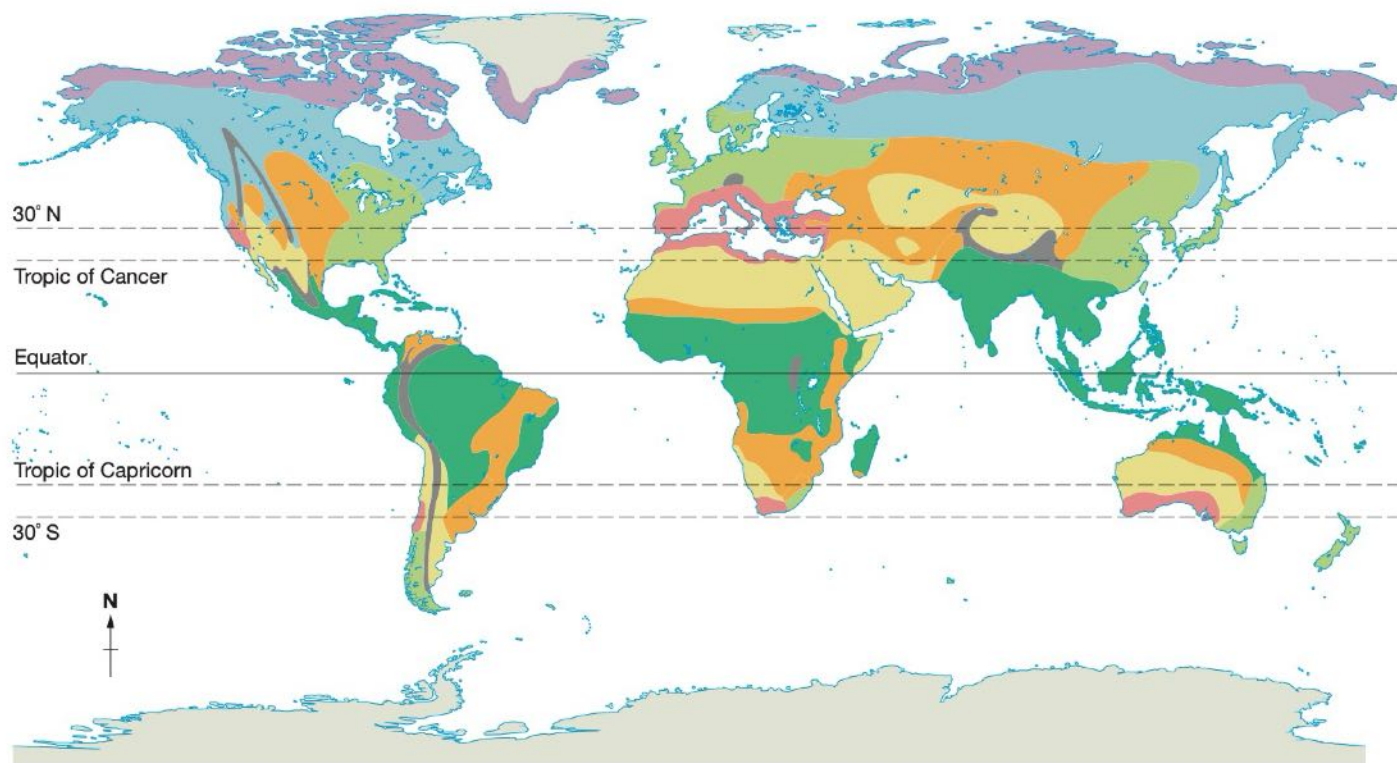 30° N
Tropic of Cancer
Equator
Tropic of Capricorn
30° S
N